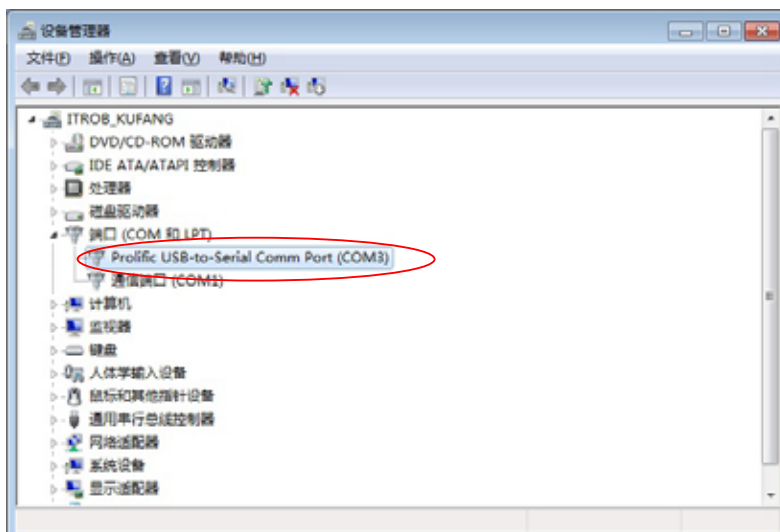 设备管理器
文件(F) 操作(A) 查看(V) 帮助(H)
ITROB_KUFANG
DVD/CD-ROM 驱动器
IDE ATA/ATAPI 控制器
处理器
磁盘驱动器
端口 (COM 和 LPT)
Prolific USB-to-Serial Comm Port (COM3)
通信端口 (COM1)
计算机
监视器
键盘
人体学输入设备
鼠标和其他指针设备
通用串行总线控制器
网络适配器
系统设备
显示适配器